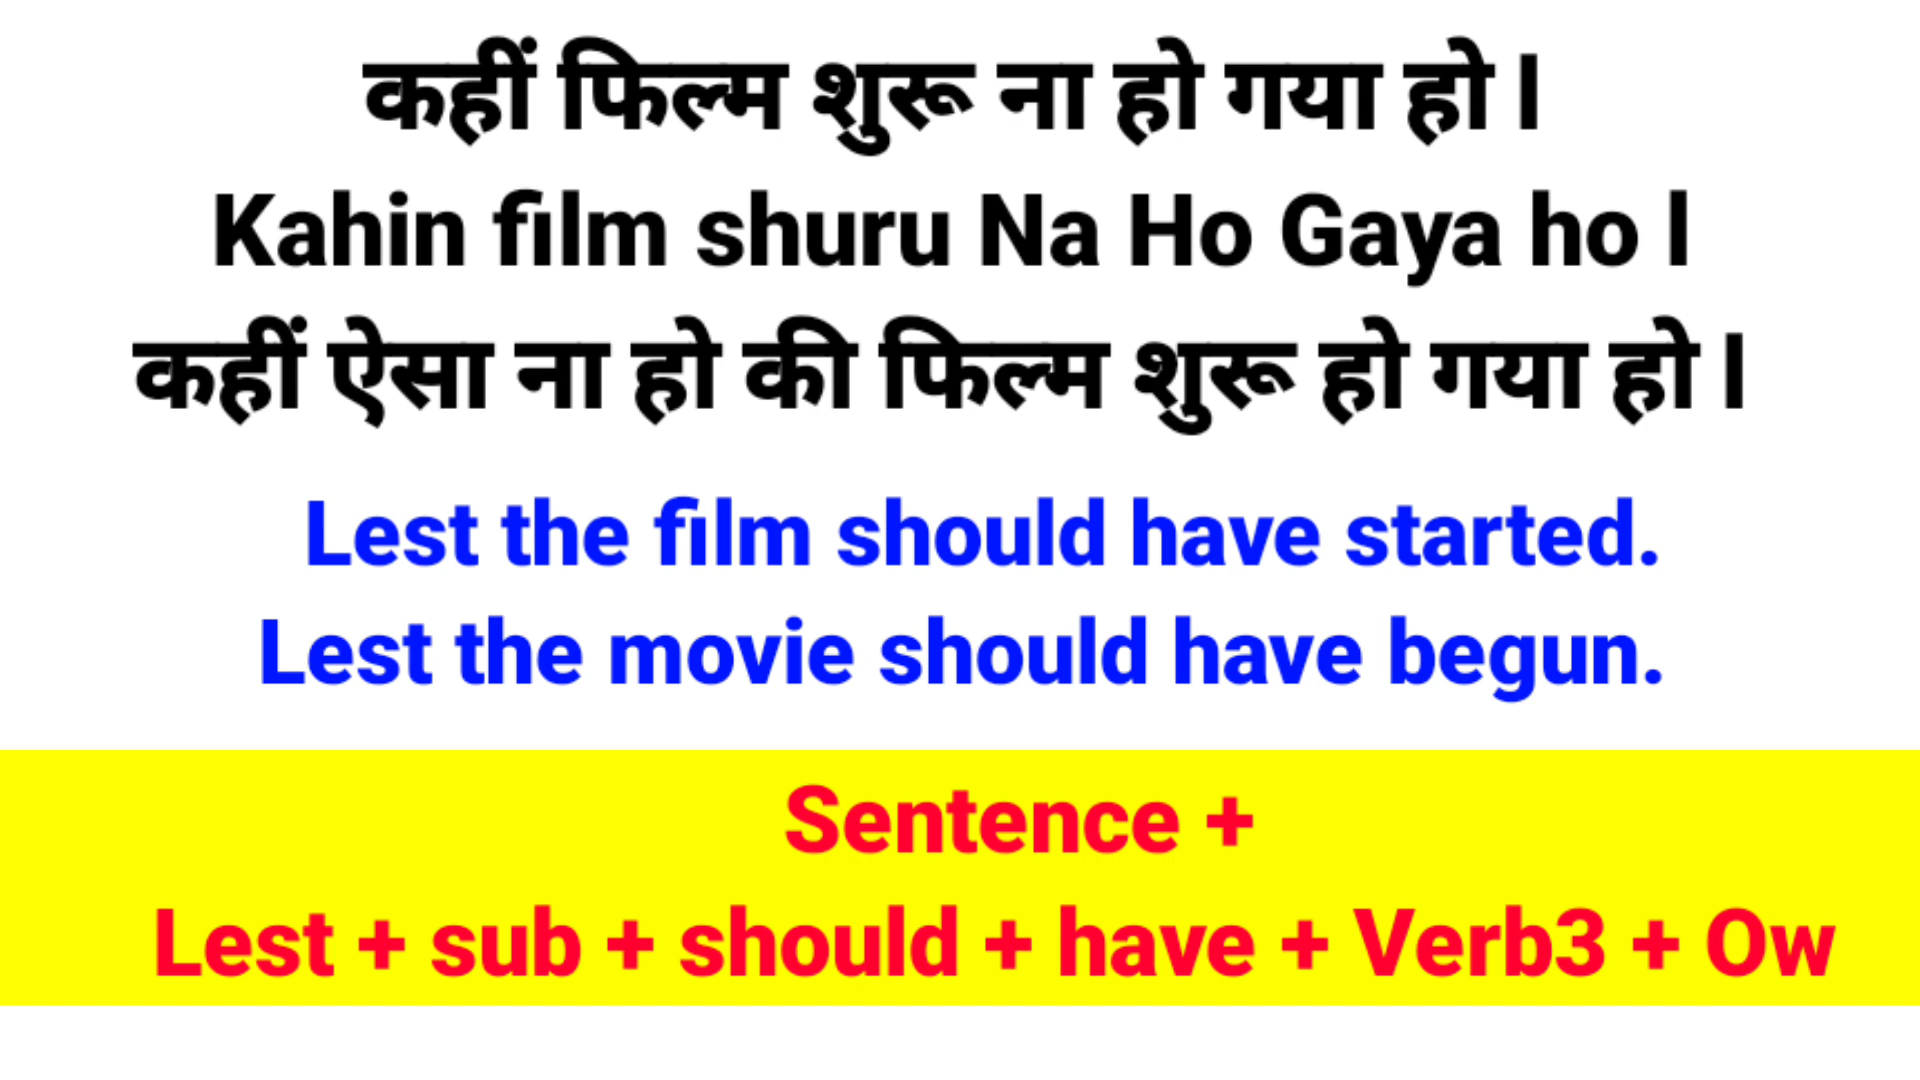 कहीं फिल्म शुरू ना हो गया हो l
Kahin film shuru Na Ho Gaya ho l
कहीं ऐसा ना हो की फिल्म शुरू हो गया हो l
Lest the film should have started.
Lest the movie should have begun.
Sentence +
Lest + sub + should + have + Verb3 + Ow